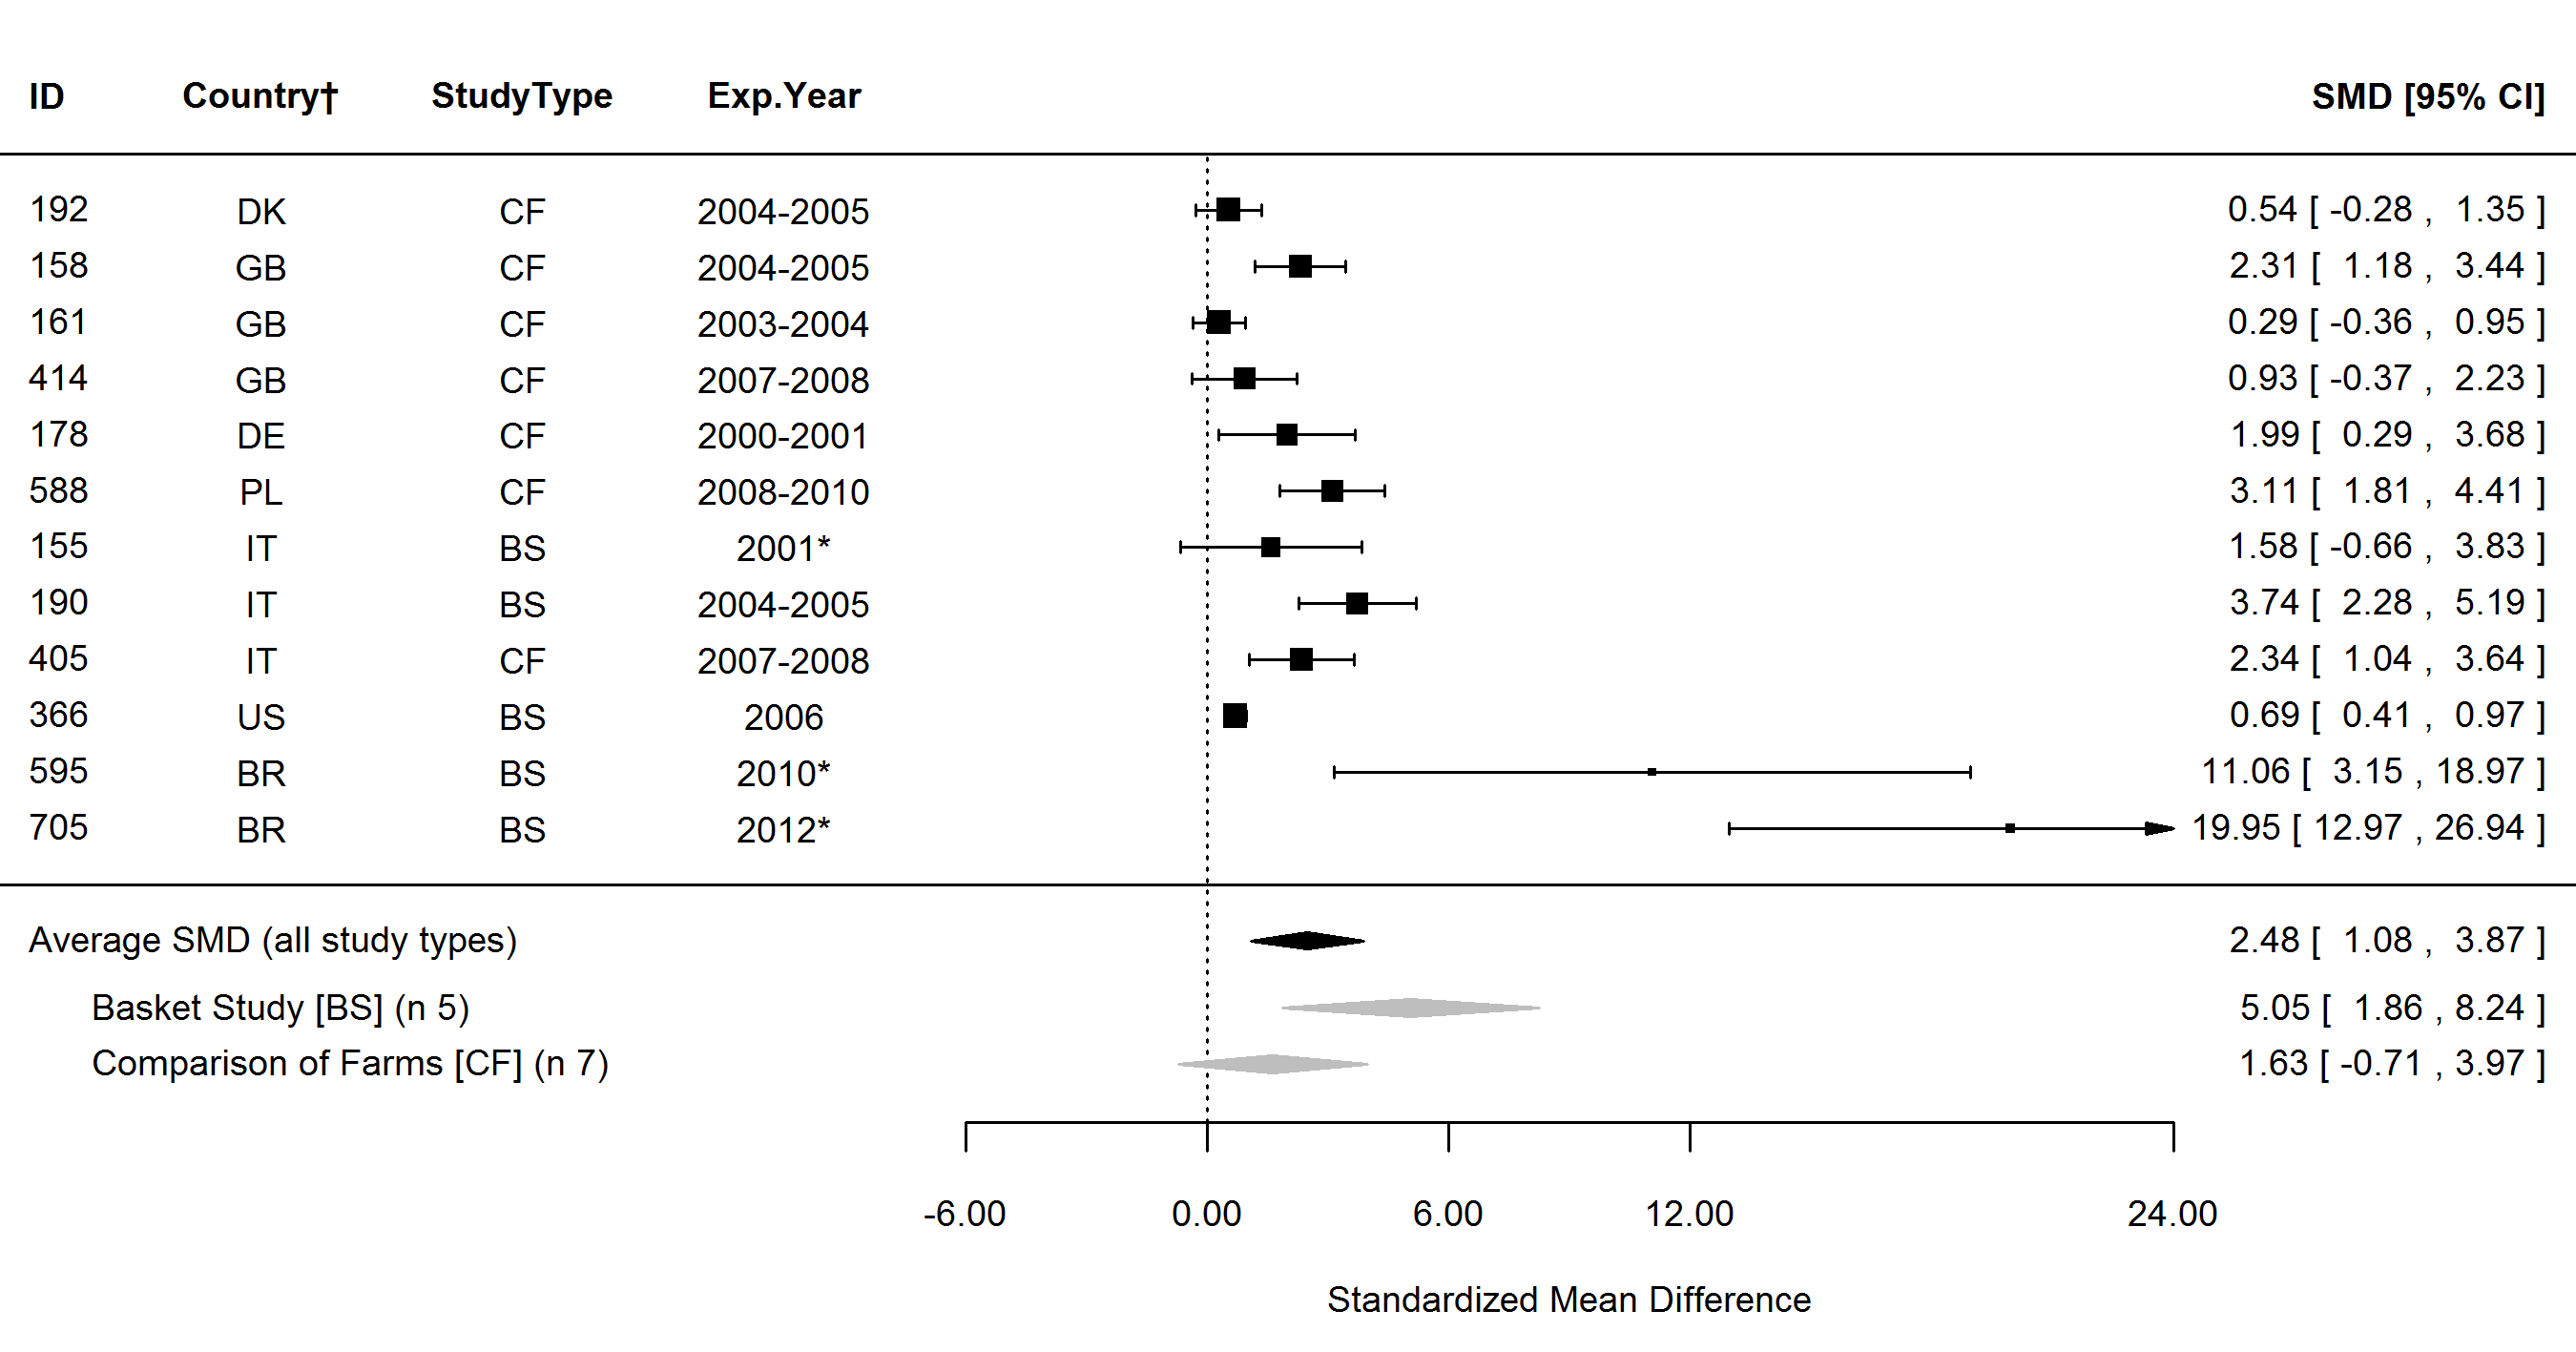 ID Country† StudyType Exp.Year SMD [95% CI]
192 DK CF 2004-2005 0.54 [ -0.28 , 1.35 ]
158 GB CF 2004-2005 2.31 [ 1.18 , 3.44 ]
161 GB CF 2003-2004 0.29 [ -0.36 , 0.95 ]
414 GB CF 2007-2008 0.93 [ -0.37 , 2.23 ]
178 DE CF 2000-2001 1.99 [ 0.29 , 3.68 ]
588 PL CF 2008-2010 3.11 [ 1.81 , 4.41 ]
155 IT BS 2001* 1.58 [ -0.66 , 3.83 ]
190 IT BS 2004-2005 3.74 [ 2.28 , 5.19 ]
405 IT CF 2007-2008 2.34 [ 1.04 , 3.64 ]
366 US BS 2006 0.69 [ 0.41 , 0.97 ]
595 BR BS 2010* 11.06 [ 3.15 , 18.97 ]
705 BR BS 2012* 19.95 [ 12.97 , 26.94 ]
Average SMD (all study types) 2.48 [ 1.08 , 3.87 ]
Basket Study [BS] (n 5) 5.05 [ 1.86 , 8.24 ]
Comparison of Farms [CF] (n 7) 1.63 [ -0.71 , 3.97 ]
-6.00 0.00 6.00 12.00 24.00
Standardized Mean Difference